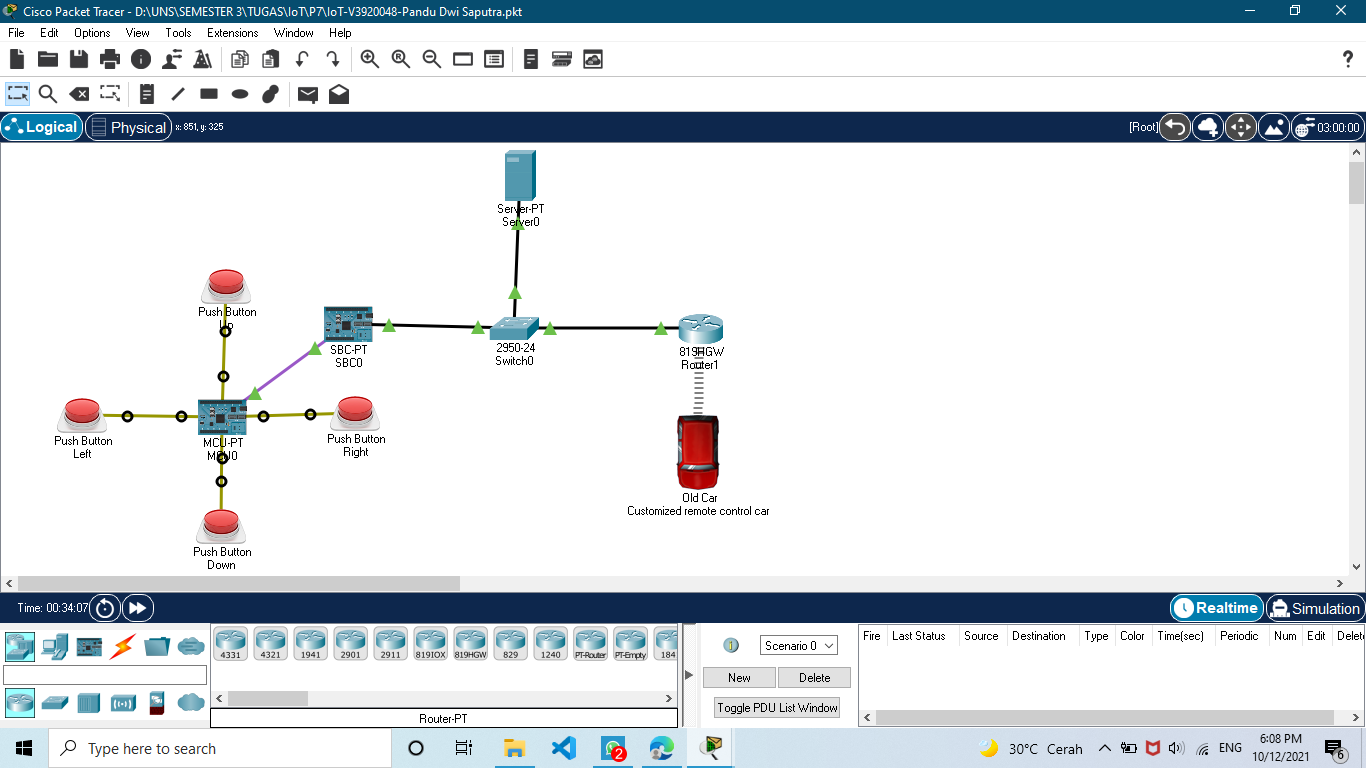 Cisco Packet Tracer - D:\UNS\SEMESTER 3\TUGAS\IoT\P7\IoT-V3920048-Pandu Dwi Saputra.pkt
File Edit Options View Tools Extensions Window Help
Logical Physical x: 851, y: 325 [Root] 03:00:00
Server-PT
Server0
Push Button
Up
SBC-PT
SBC0
2950-24
Switch0
819HGW
Router1
Push Button
Left
MCU-PT
MCU0
Push Button
Right
Old Car
Customized remote control car
Push Button
Down
Time: 00:34:07 Realtime Simulation
4331 4321 1941 2901 2911 819IOX 819HGW 829 1240 PT-Router PT-Empty 184
Router-PT
Scenario 0
New Delete
Toggle PDU List Window
Fire Last Status Source Destination Type Color Time(sec) Periodic Num Edit Delet
Type here to search
2
30°C Cerah
ENG
6:08 PM
10/12/2021
6